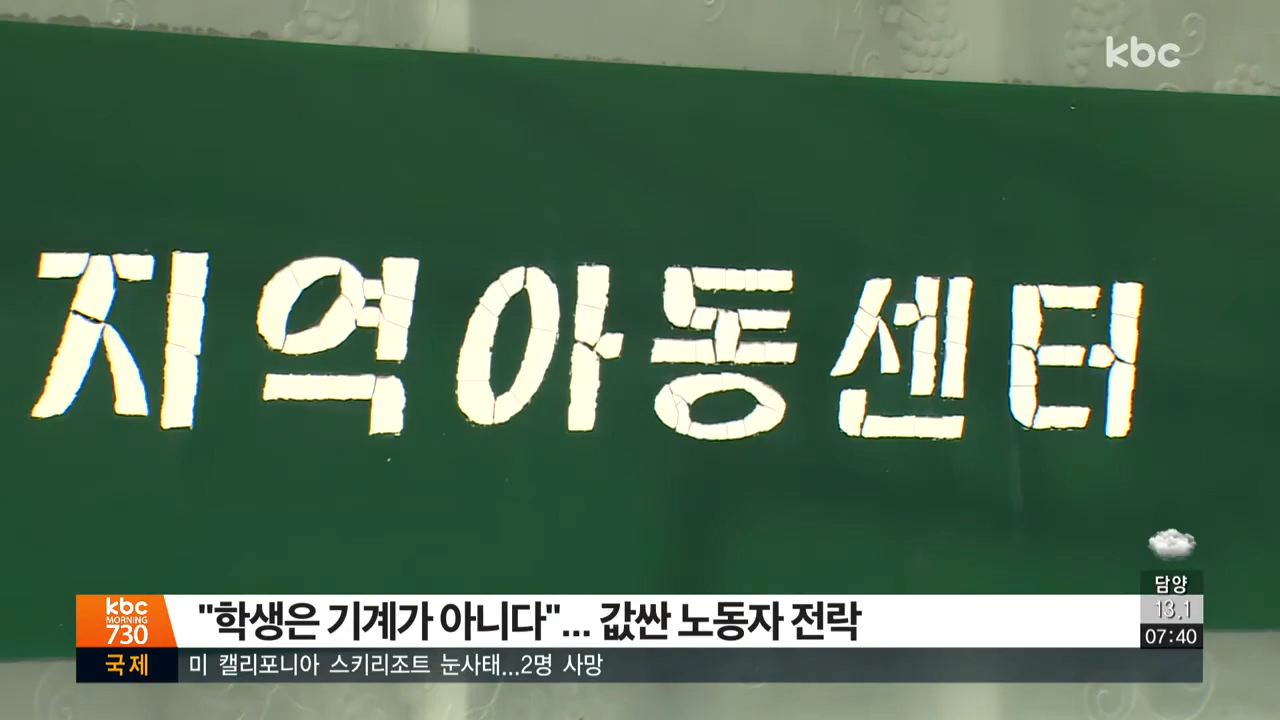 kbc
지역아동센터
담양
13.1
07:40
kbc
MORNING
730
"학생은 기계가 아니다"... 값싼 노동자 전락
국제
미 캘리포니아 스키리조트 눈사태...2명 사망